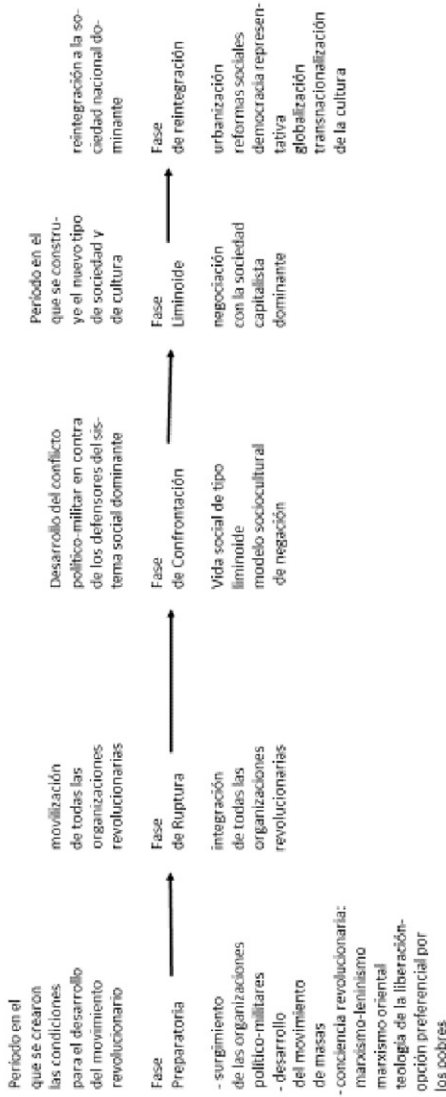 Período en el
que se crearon
las condiciones
para el desarrollo
del movimiento
revolucionario
movilización
de todas las
organizaciones
revolucionarias
Desarrollo del conflicto
político-militar en contra
de los defensores del sis-
tema social dominante
Período en el
que se constru-
ye el nuevo tipo
de sociedad y
de cultura
reintegración a la so-
ciedad nacional do-
minante
Fase
Preparatoria
Fase
de Ruptura
Fase
de Confrontación
Fase
Liminoide
Fase
de reintegración
- surgimiento
de las organizaciones
político-militares
- desarrollo
del movimiento
de masas
- conciencia revolucionaria:
marxismo-leninismo
marxismo oriental
teología de la liberación-
opción preferencial por
los pobres
integración
de todas las
organizaciones
revolucionarias
Vida social de tipo
liminoide
modelo sociocultural
de negación
negociación
con la sociedad
capitalista
dominante
urbanización
reformas sociales
democracia represen-
tativa
globalización
transnacionalización
de la cultura